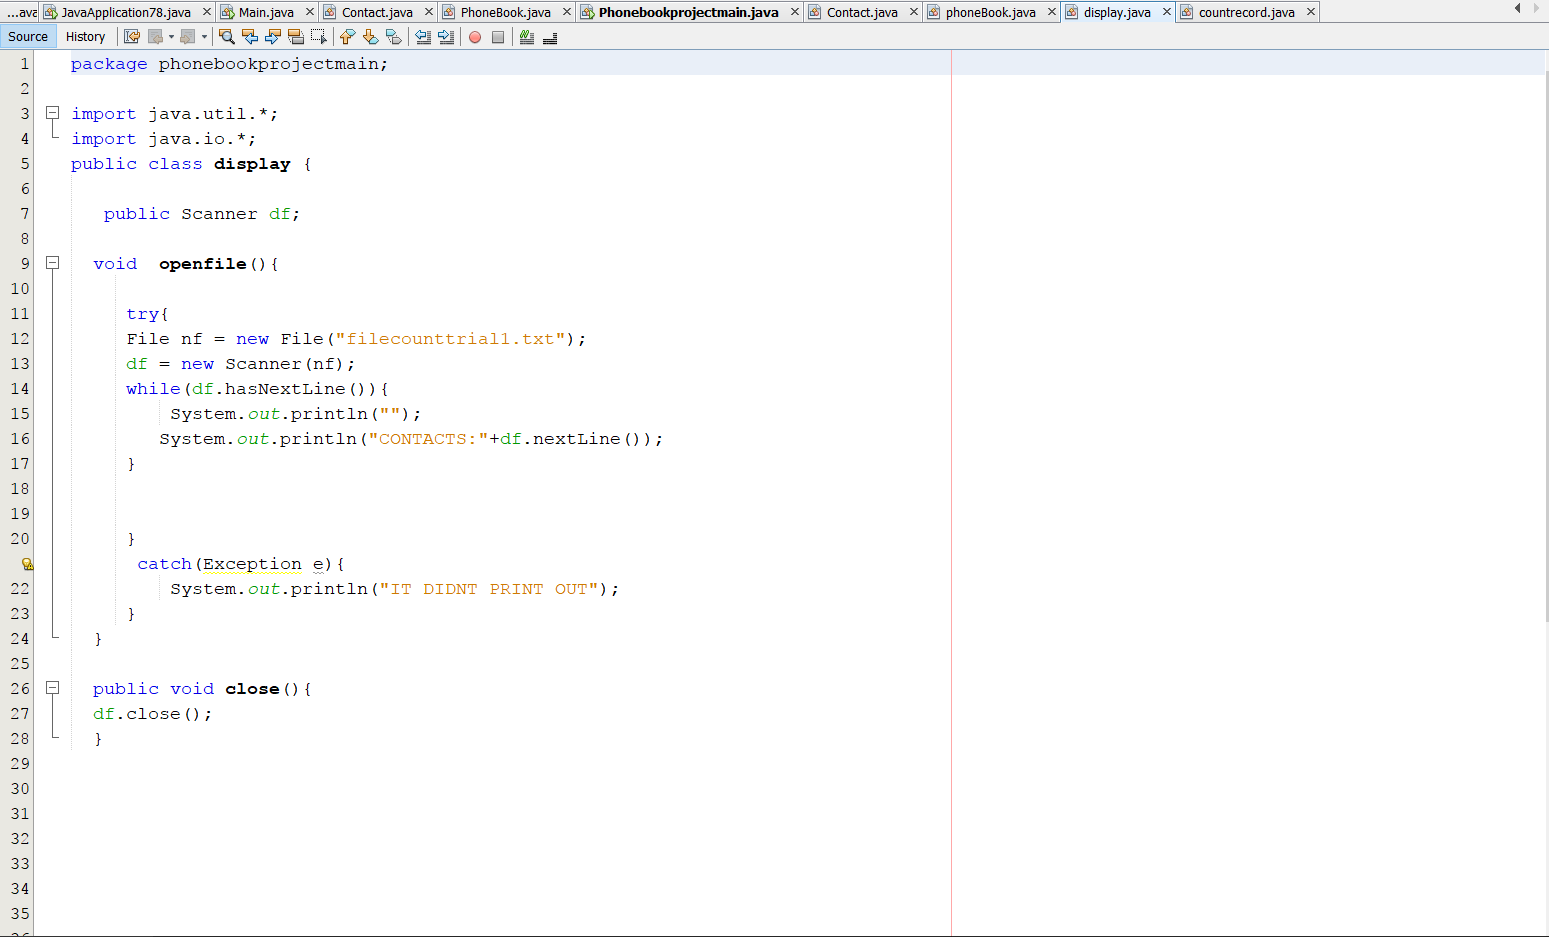 ...ava JavaApplication78.java Main.java Contact.java PhoneBook.java Phonebookprojectmain.java Contact.java phoneBook.java display.java countrecord.java
Source History
1 package phonebookprojectmain;
2
3 import java.util.*;
4 import java.io.*;
5 public class display {
6
7 public Scanner df;
8
9 void  openfile(){
10
11 try{
12 File nf = new File("filecounttrial1.txt");
13 df = new Scanner(nf);
14 while(df.hasNextLine()){
15 System.out.println("");
16 System.out.println("CONTACTS:"+df.nextLine());
17 }
18
19
20 }
catch(Exception e){
22 System.out.println("IT DIDNT PRINT OUT");
23 }
24 }
25
26 public void close(){
27 df.close();
28 }
29
30
31
32
33
34
35